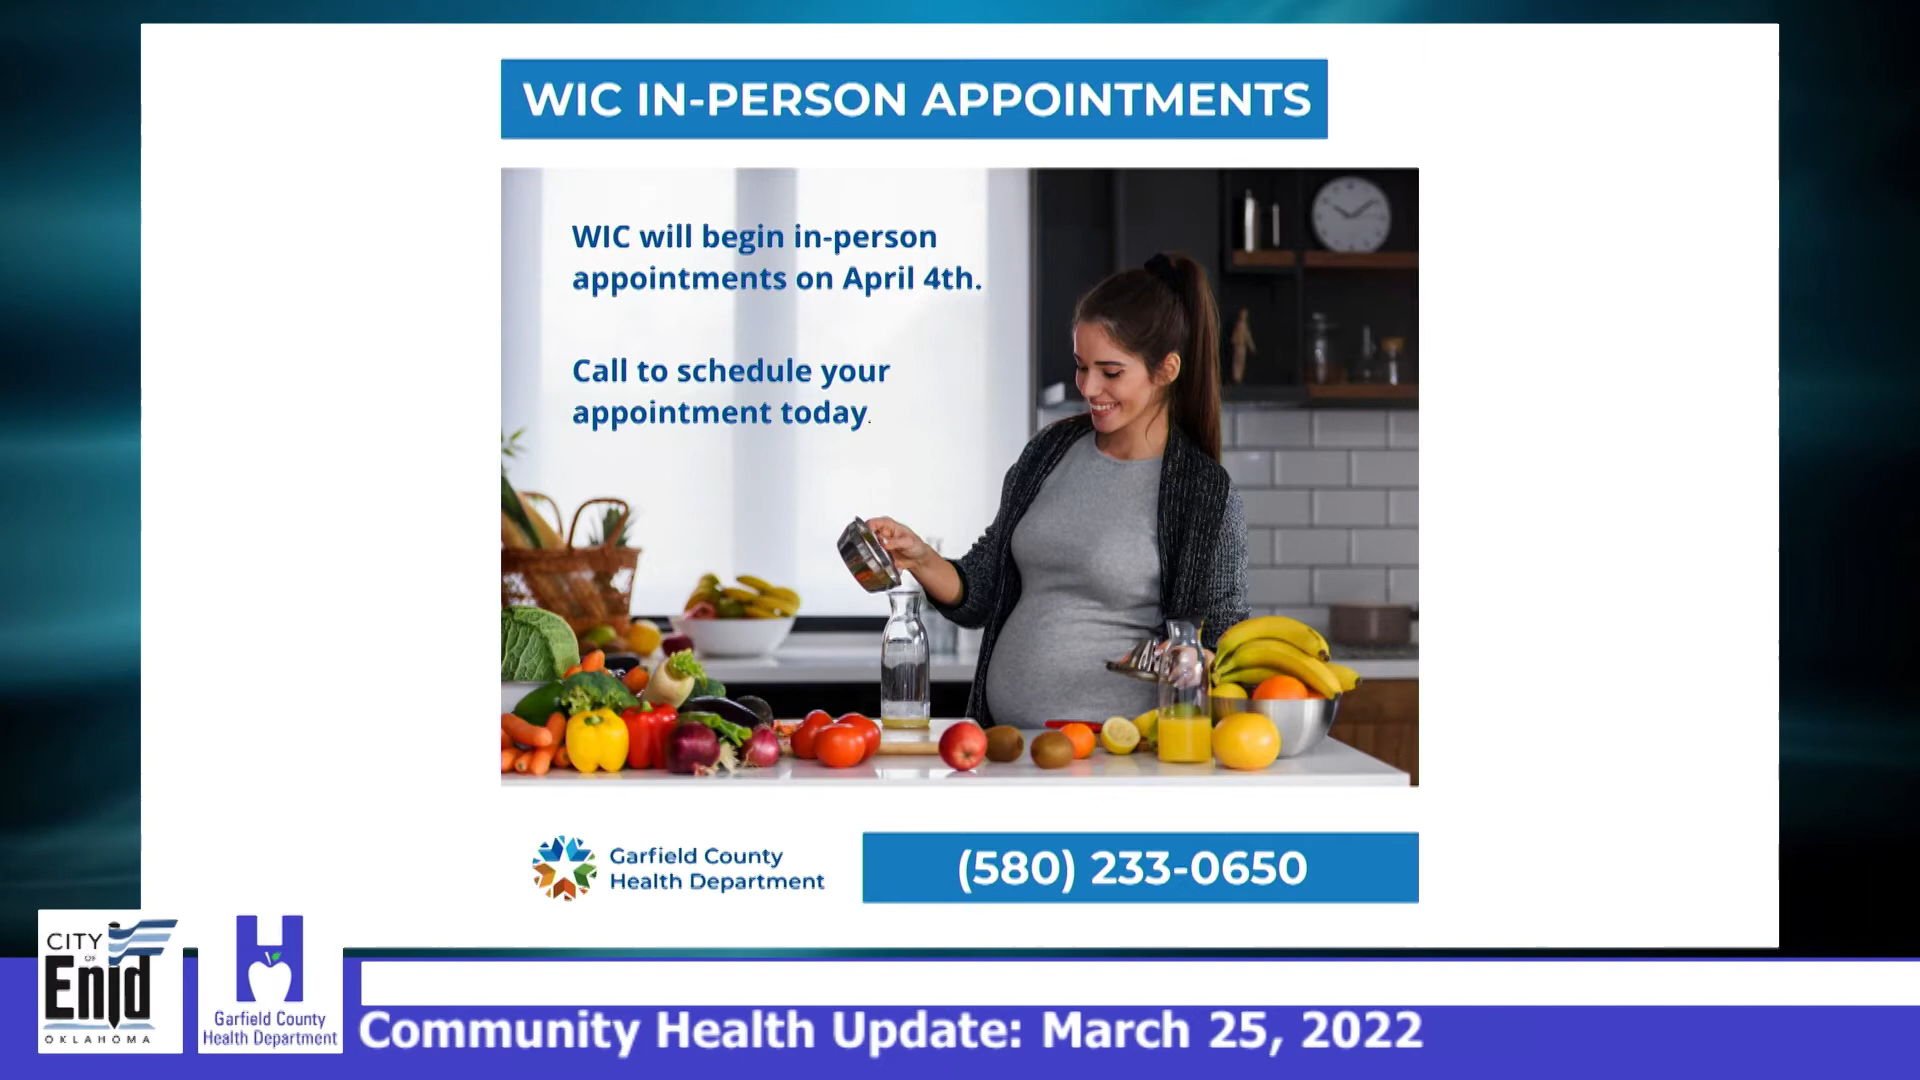 WIC IN-PERSON APPOINTMENTS
WIC will begin in-person
appointments on April 4th.
Call to schedule your
appointment today.
Garfield County
Health Department
(580) 233-0650
CITY
OF
Enid
OKLAHOMA
H
Garfield County
Health Department
Community Health Update: March 25, 2022